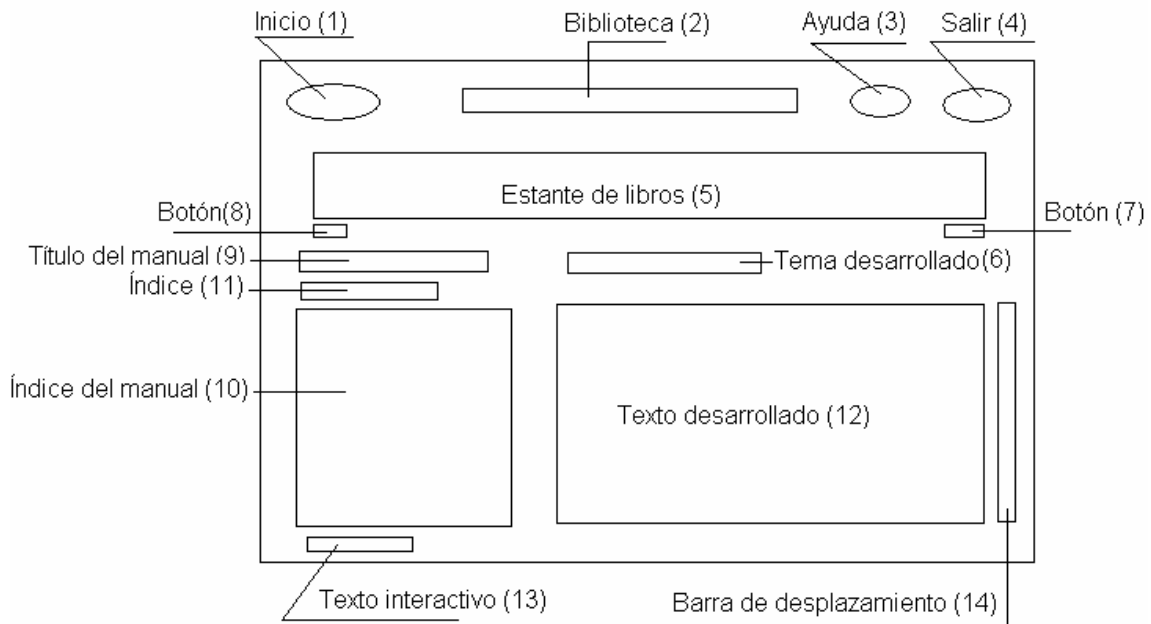 Inicio (1)
Biblioteca (2)
Ayuda (3)
Salir (4)
Estante de libros (5)
Botón(8)
Botón (7)
Título del manual (9)
Tema desarrollado(6)
Índice (11)
Índice del manual (10)
Texto desarrollado (12)
Texto interactivo (13)
Barra de desplazamiento (14)